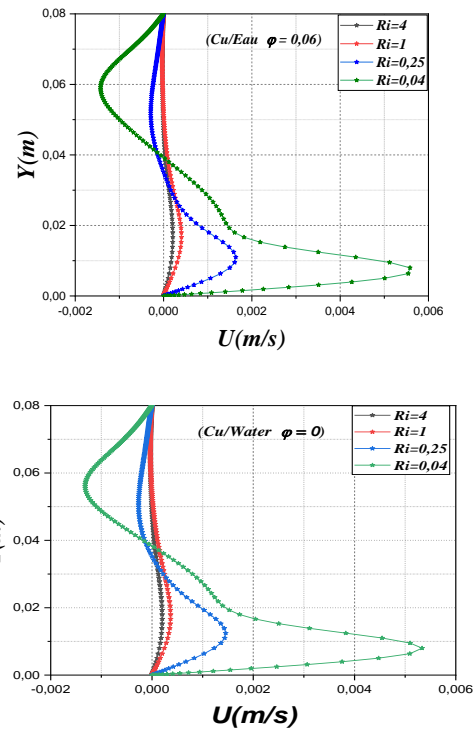 0,08
0,06
0,04
0,02
0,00
Y(m)
(Cu/Eau φ = 0,06)
Ri=4
Ri=1
Ri=0,25
Ri=0,04
-0,002 0,000 0,002 0,004 0,006
U(m/s)
0,08
0,06
0,04
0,02
0,00
(Cu/Water φ = 0)
Ri=4
Ri=1
Ri=0,25
Ri=0,04
-0,002 0,000 0,002 0,004 0,006
U(m/s)